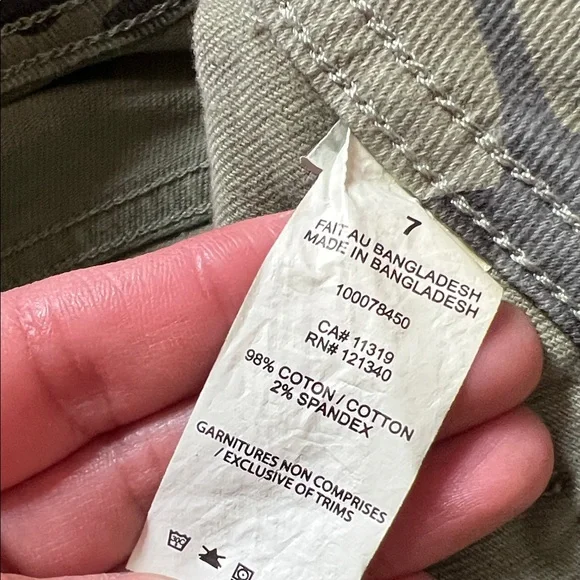 7
FAIT AU BANGLADESH
MADE IN BANGLADESH
100078450
CA# 11319
RN# 121340
98% COTON / COTTON
2% SPANDEX
GARNITURES NON COMPRISES
/ EXCLUSIVE OF TRIMS